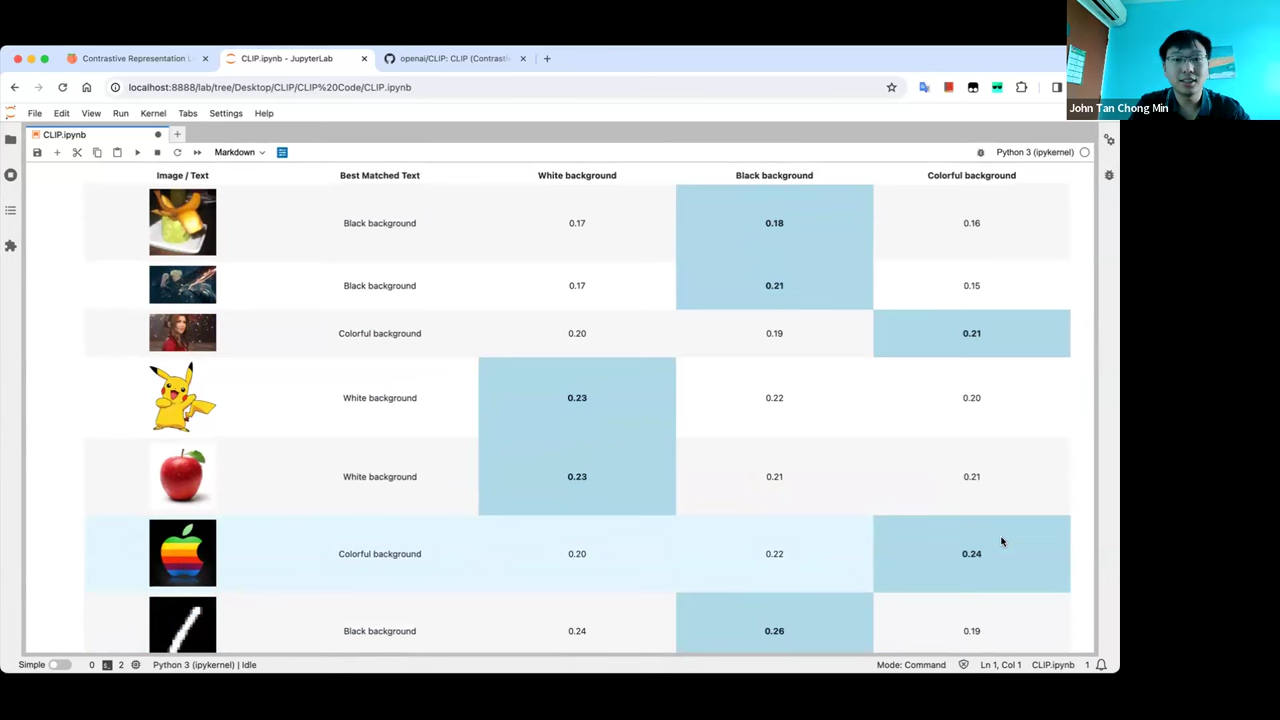 John Tan Chong Min
Contrastive Representation L
CLIP.ipynb - JupyterLab
openai/CLIP: CLIP (Contrasti
localhost:8888/lab/tree/Desktop/CLIP/CLIP%20Code/CLIP.ipynb
File Edit View Run Kernel Tabs Settings Help
CLIP.ipynb
Markdown
Python 3 (ipykernel)
Image / Text Best Matched Text White background Black background Colorful background
Black background 0.17 0.18 0.16
Black background 0.17 0.21 0.15
Colorful background 0.20 0.19 0.21
White background 0.23 0.22 0.20
White background 0.23 0.21 0.21
Colorful background 0.20 0.22 0.24
Black background 0.24 0.26 0.19
Simple 0 2 Python 3 (ipykernel) | Idle Mode: Command Ln 1, Col 1 CLIP.ipynb 1